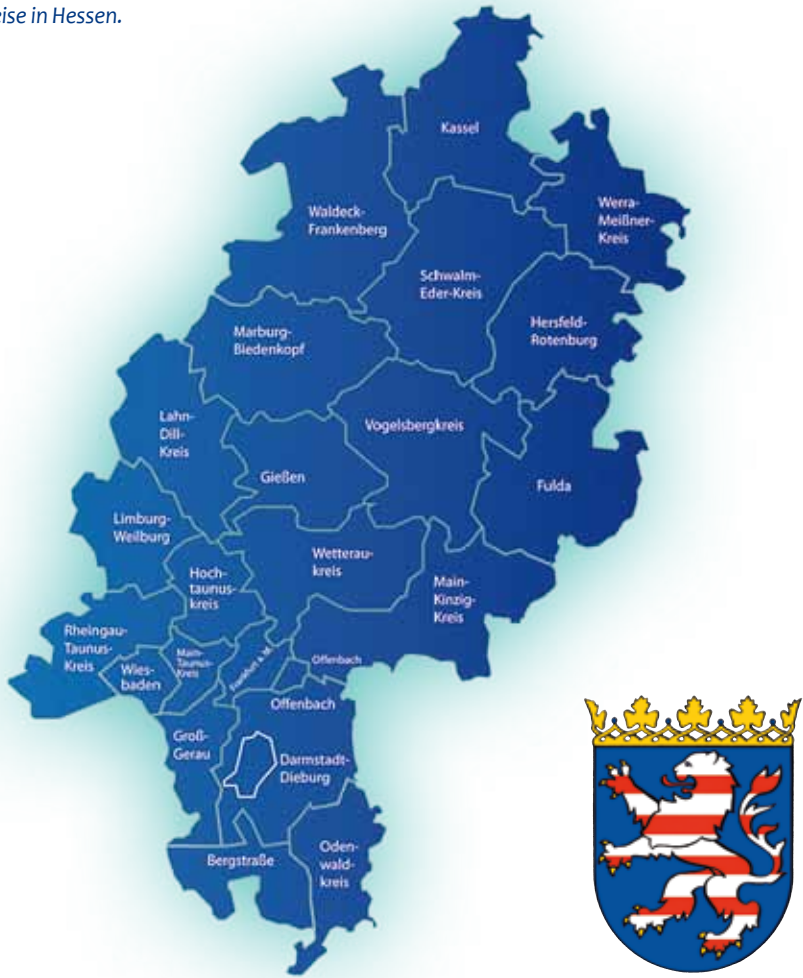 eise in Hessen.
Kassel
Werra-
Meißner-
Kreis
Waldeck-
Frankenberg
Schwalm-
Eder-Kreis
Hersfeld-
Rotenburg
Marburg-
Biedenkopf
Lahn-
Dill-
Kreis
Vogelsbergkreis
Gießen
Fulda
Limburg-
Weilburg
Wetterau-
kreis
Hoch-
taunus-
kreis
Main-
Kinzig-
Kreis
Rheingau-
Taunus-
Kreis
Wies-
baden
Main-
Taunus-
Kreis
Frankfurt a. M.
Offenbach
Offenbach
Groß-
Gerau
Darmstadt-
Dieburg
Bergstraße
Oden-
wald-
kreis